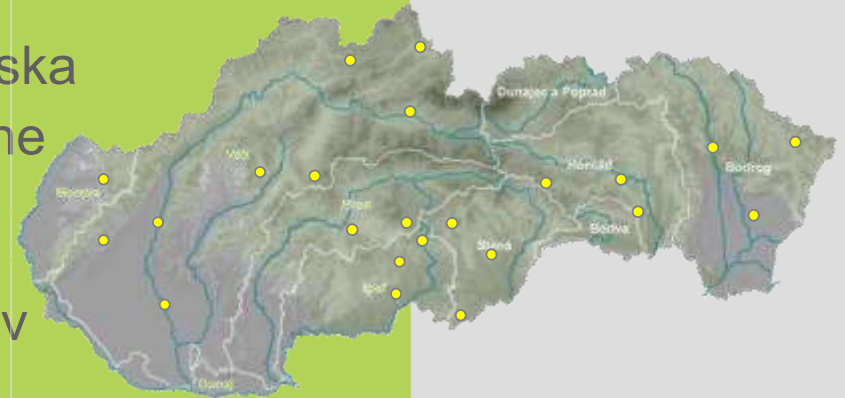 ska
ne
v
Dunajec a Poprad
Váh
Hornád
Bodrog
Morava
Hron
Slaná
Bodva
Ipeľ
Dunaj